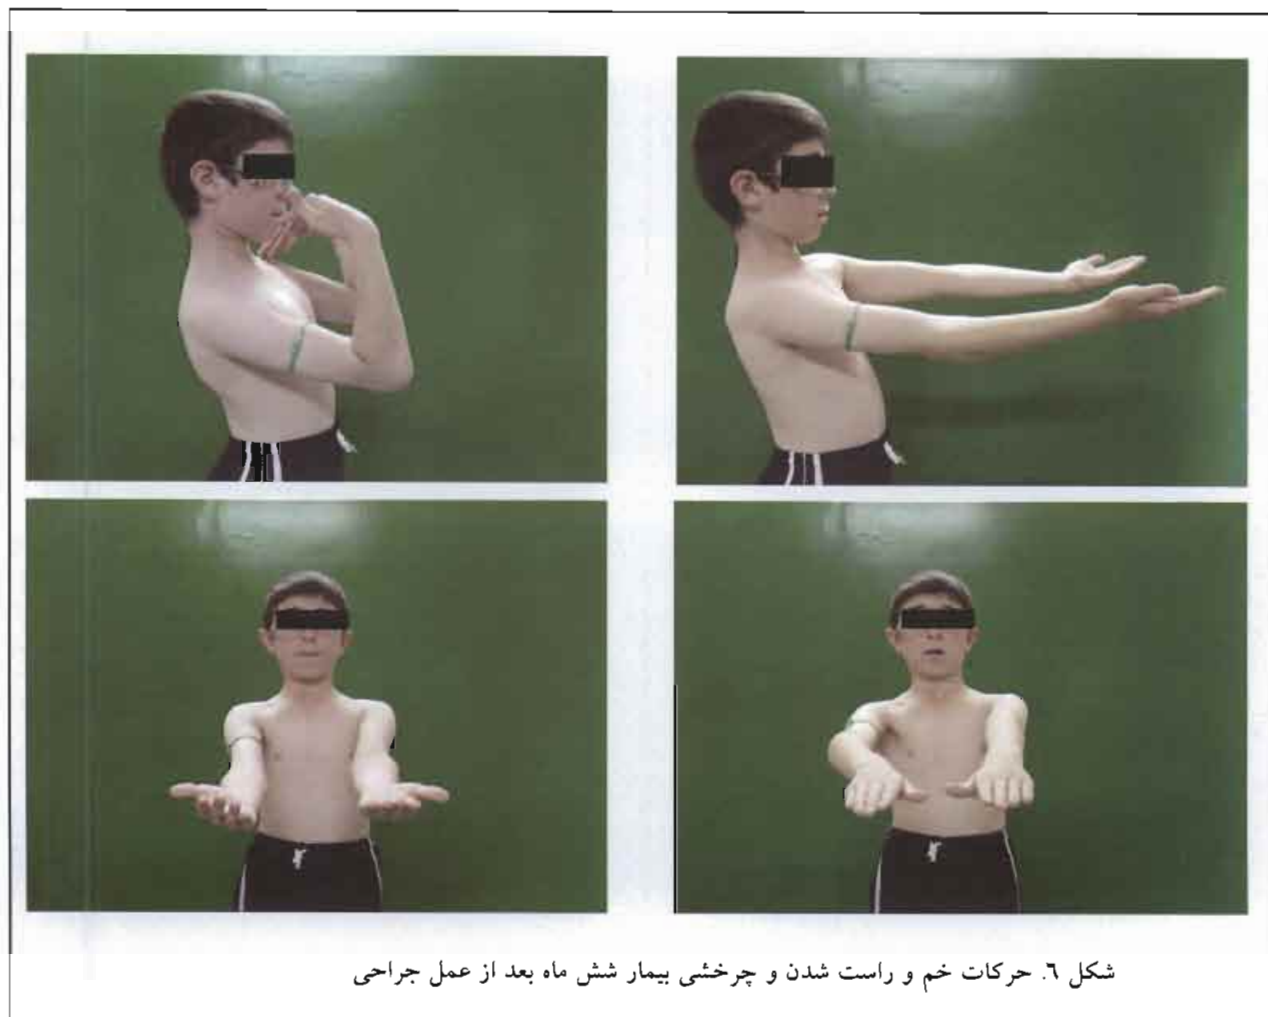 شکل ٦. حرکات خم و راست شدن و چرخشی بیمار شش ماه بعد از عمل جراحی